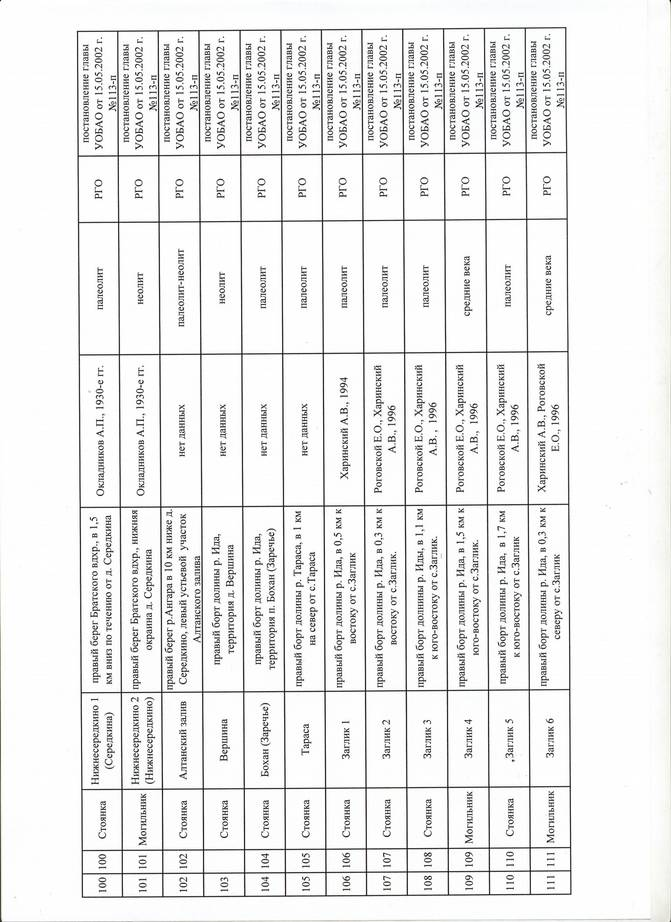 100 100 Стоянка Нижнесередкино 1 правый берег Братского вдхр., в 1,5 Окладников А.П., 1930-е гг. палеолит РГО постановление главы
(Середкина) км вниз по течению от д. Середкина УОБАО от 15.05.2002 г.
№113-п
101 101 Могильник Нижнесередкино 2 правый берег Братского вдхр., нижняя Окладников А.П., 1930-е гг. неолит РГО постановление главы
(Нижнесередкино) окраина д. Середкина УОБАО от 15.05.2002 г.
№113-п
102 102 Стоянка Алтанский залив правый берег р.Ангара в 10 км ниже д. нет данных палеолит-неолит РГО постановление главы
Середкино, левый устьевой участок УОБАО от 15.05.2002 г.
Алтанского залива №113-п
103 Стоянка Вершина правый борт долины р. Ида, нет данных неолит РГО постановление главы
территория д. Вершина УОБАО от 15.05.2002 г.
№113-п
104 104 Стоянка Бохан (Заречье) правый борт долины р. Ида, нет данных палеолит РГО постановление главы
территория п. Бохан (Заречье) УОБАО от 15.05.2002 г.
№113-п
105 105 Стоянка Тараса правый борт долины р. Тараса, в 1 км нет данных палеолит РГО постановление главы
на север от с.Тараса УОБАО от 15.05.2002 г.
№113-п
106 106 Стоянка Заглик 1 правый борт долины р. Ида, в 0,5 км к Харинский А.В., 1994 палеолит РГО постановление главы
востоку от с.Заглик УОБАО от 15.05.2002 г.
№113-п
107 107 Стоянка Заглик 2 правый борт долины р. Ида, в 0,3 км к Роговской Е.О., Харинский палеолит РГО постановление главы
востоку от с.Заглик. А.В., 1996 УОБАО от 15.05.2002 г.
№113-п
108 108 Стоянка Заглик 3 правый борт долнины р. Иды, в 1,1 км Роговской Е.О., Харинский палеолит РГО постановление главы
к юго-востоку от с.Заглик. А.В. , 1996 УОБАО от 15.05.2002 г.
№113-п
109 109 Могильник Заглик 4 правый борт долины р. Ида, в 1,5 км к Роговской Е.О., Харинский средние века РГО постановление главы
юго-востоку от с.Заглик. А.В., 1996 УОБАО от 15.05.2002 г.
№113-п
110 110 Стоянка Заглик 5 правый борт долины р. Ида, в 1,7 км Роговской Е.О., Харинский палеолит РГО постановление главы
к юго-востоку от с.Заглик А.В., 1996 УОБАО от 15.05.2002 г.
№113-п
111 111 Могильник Заглик 6 правый борт долины р. Ида, в 0,3 км к Харинский А.В., Роговской средние века РГО постановление главы
северу от с.Заглик Е.О., 1996 УОБАО от 15.05.2002 г.
№113-п